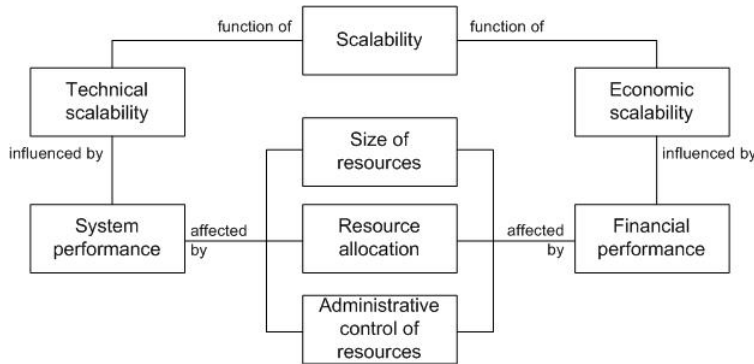 function of
Scalability
function of
Technical
scalability
Economic
scalability
influenced by
Size of
resources
influenced by
System
performance
affected
by
Resource
allocation
affected
by
Financial
performance
Administrative
control of
resources